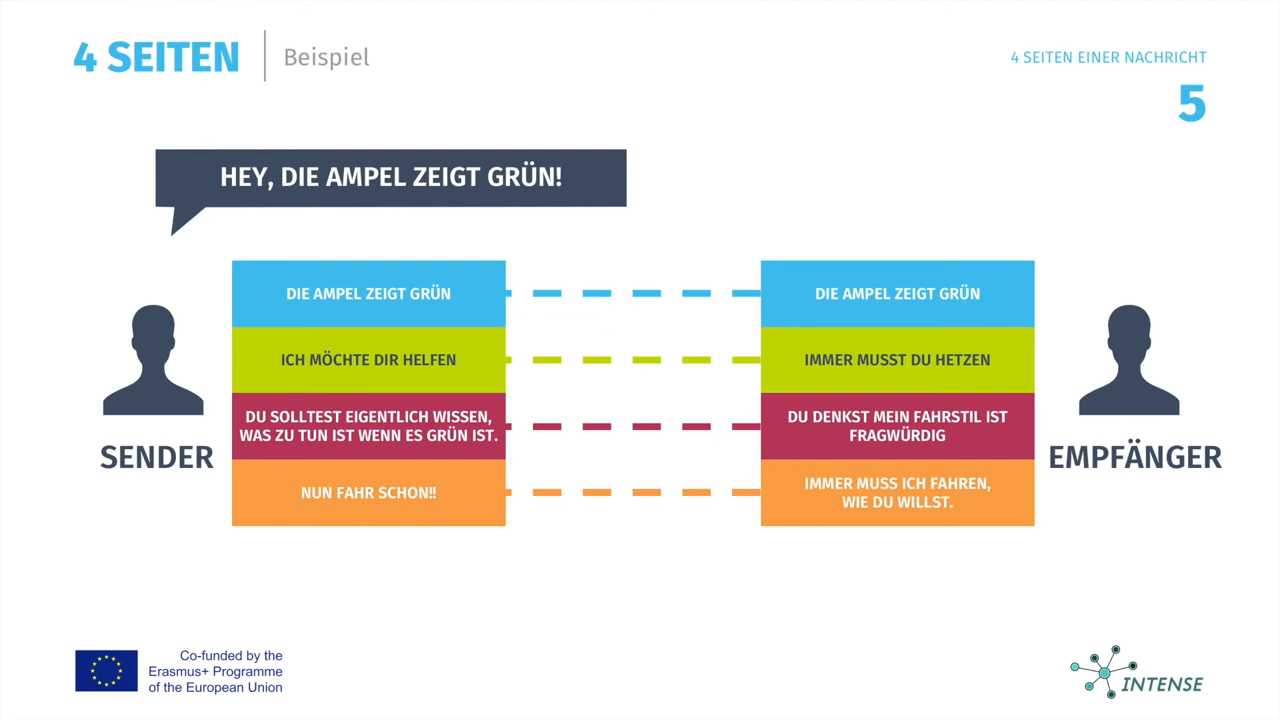 4 SEITEN
Beispiel
4 SEITEN EINER NACHRICHT
5
HEY, DIE AMPEL ZEIGT GRÜN!
DIE AMPEL ZEIGT GRÜN
ICH MÖCHTE DIR HELFEN
DU SOLLTEST EIGENTLICH WISSEN,
WAS ZU TUN IST WENN ES GRÜN IST.
NUN FAHR SCHON!!
SENDER
DIE AMPEL ZEIGT GRÜN
IMMER MUSST DU HETZEN
DU DENKST MEIN FAHRSTIL IST
FRAGWÜRDIG
IMMER MUSS ICH FAHREN,
WIE DU WILLST.
EMPFÄNGER
Co-funded by the
Erasmus+ Programme
of the European Union
INTENSE